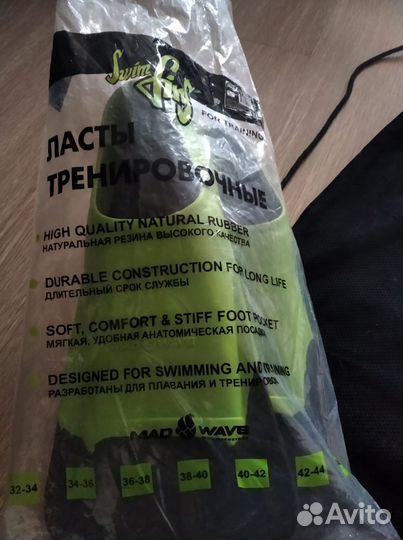 Swim Fins
FOR TRAINING
ЛАСТЫ
ТРЕНИРОВОЧНЫЕ
HIGH QUALITY NATURAL RUBBER
НАТУРАЛЬНАЯ РЕЗИНА ВЫСОКОГО КАЧЕСТВА
DURABLE CONSTRUCTION FOR LONG LIFE
ДЛИТЕЛЬНЫЙ СРОК СЛУЖБЫ
SOFT, COMFORT & STIFF FOOT POCKET
МЯГКАЯ, УДОБНАЯ АНАТОМИЧЕСКАЯ ПОСАДКА
DESIGNED FOR SWIMMING AND TRAINING
РАЗРАБОТАНЫ ДЛЯ ПЛАВАНИЯ И ТРЕНИРОВОК
MAD WAVE
32-34 34-36 36-38 38-40 40-42 42-44
Avito